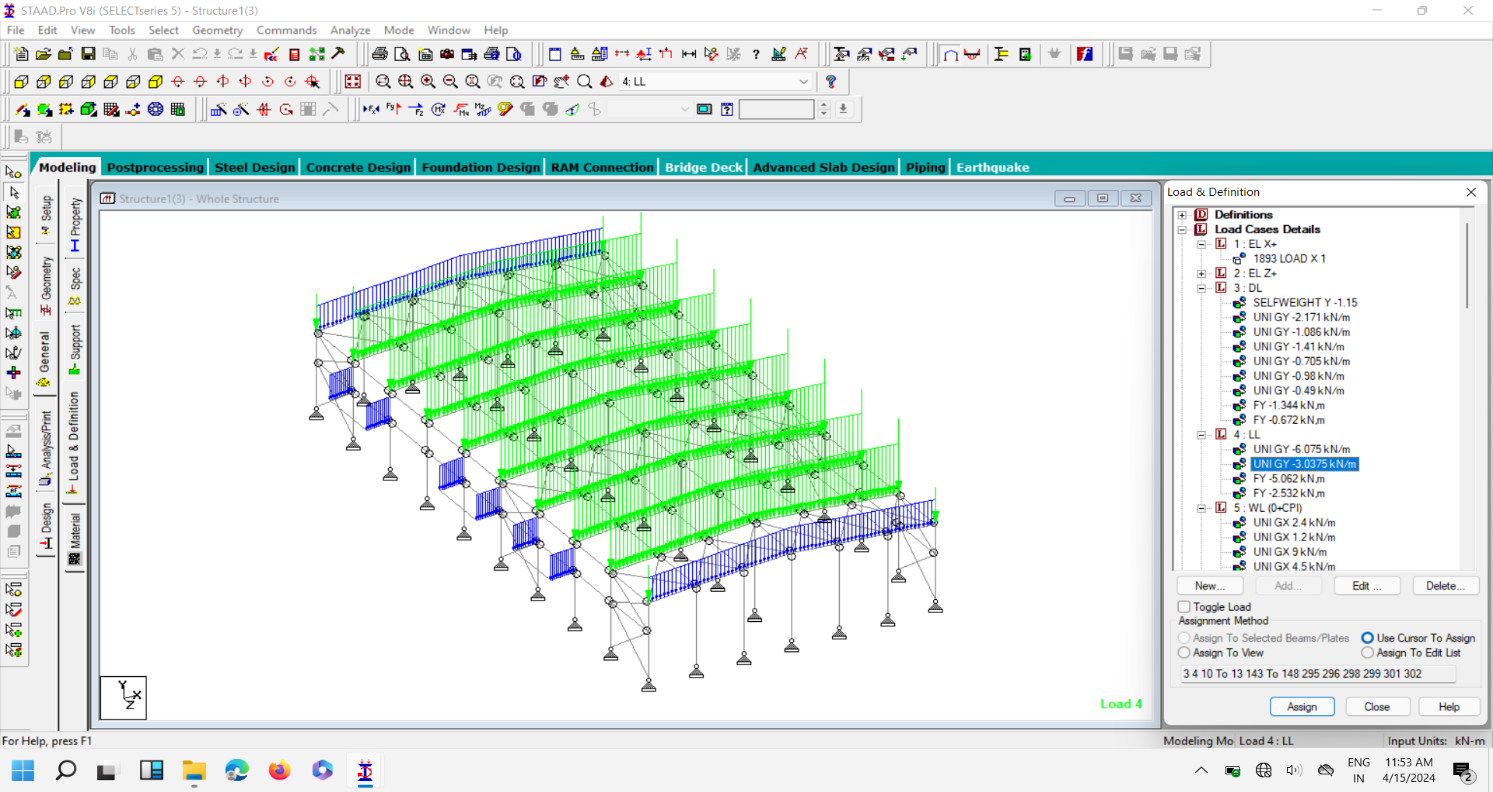 STAAD.Pro V8i (SELECTseries 5) - Structure1(3)
File Edit View Tools Select Geometry Commands Analyze Mode Window Help
4: LL
Modeling Postprocessing Steel Design Concrete Design Foundation Design RAM Connection Bridge Deck Advanced Slab Design Piping Earthquake
Setup
Geometry
General
Analysis/Print
Design
Property
Spec
Support
Load & Definition
Material
Structure1(3) - Whole Structure
Y
X
Z
Load 4
Load & Definition
Definitions
Load Cases Details
1 : EL X+
1893 LOAD X 1
2 : EL Z+
3 : DL
SELFWEIGHT Y -1.15
UNI GY -2.171 kN/m
UNI GY -1.086 kN/m
UNI GY -1.41 kN/m
UNI GY -0.705 kN/m
UNI GY -0.98 kN/m
UNI GY -0.49 kN/m
FY -1.344 kN,m
FY -0.672 kN,m
4 : LL
UNI GY -6.075 kN/m
UNI GY -3.0375 kN/m
FY -5.062 kN,m
FY -2.532 kN,m
5 : WL (0+CPI)
UNI GX 2.4 kN/m
UNI GX 1.2 kN/m
UNI GX 9 kN/m
UNI GX 4.5 kN/m
New... Add... Edit ... Delete...
Toggle Load
Assignment Method
Assign To Selected Beams/Plates Use Cursor To Assign
Assign To View Assign To Edit List
3 4 10 To 13 143 To 148 295 296 298 299 301 302
Assign Close Help
For Help, press F1
Modeling Mo Load 4 : LL Input Units: kN-m
ENG
IN
11:53 AM
4/15/2024
2